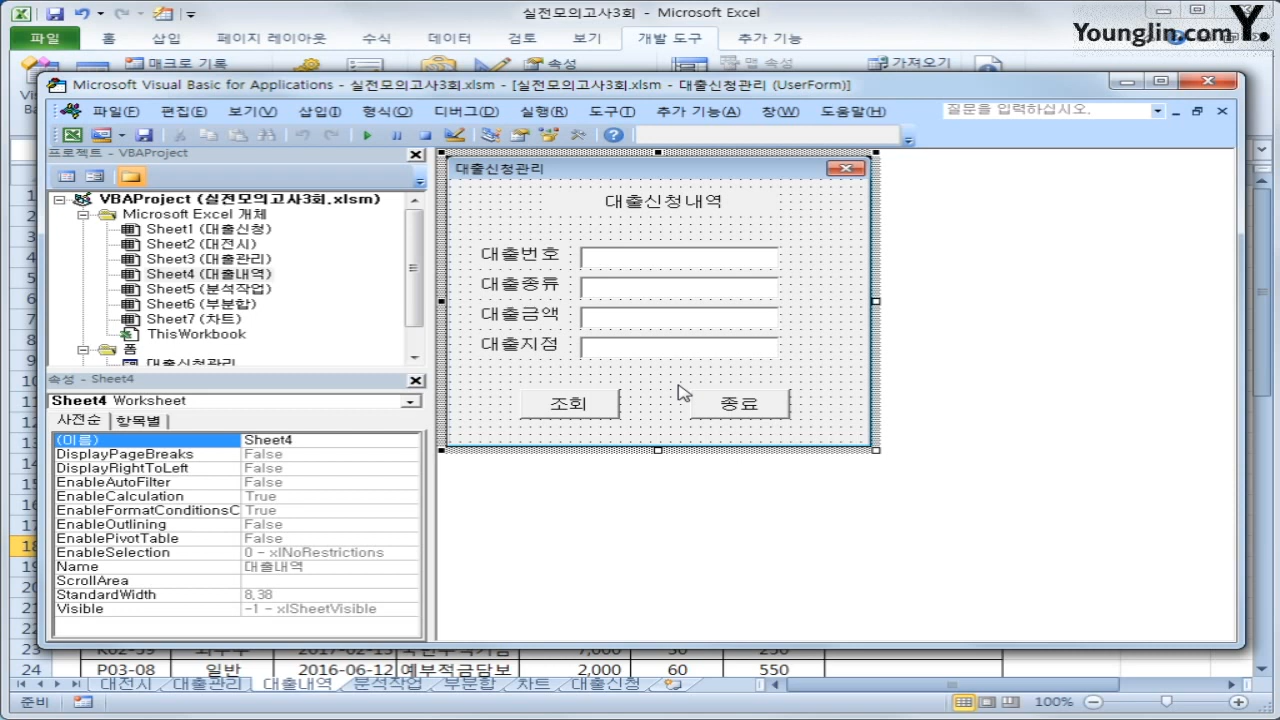 실전모의고사3회 - Microsoft Excel
Younglin.com Y.
파일 홈 삽입 페이지 레이아웃 수식 데이터 검토 보기 개발 도구 추가 기능
매크로 기록 속성 맵 속성 가져오기
Microsoft Visual Basic for Applications - 실전모의고사3회.xlsm - [실전모의고사3회.xlsm - 대출신청관리 (UserForm)]
파일(F) 편집(E) 보기(V) 삽입(I) 형식(O) 디버그(D) 실행(R) 도구(T) 추가 기능(A) 창(W) 도움말(H) 질문을 입력하십시오.
프로젝트 - VBAProject
VBAProject (실전모의고사3회.xlsm)
Microsoft Excel 개체
Sheet1 (대출신청)
Sheet2 (대전시)
Sheet3 (대출관리)
Sheet4 (대출내역)
Sheet5 (분석작업)
Sheet6 (부분합)
Sheet7 (차트)
ThisWorkbook
폼
대출신청관리
속성 - Sheet4
Sheet4 Worksheet
사전순 항목별
(이름) Sheet4
DisplayPageBreaks False
DisplayRightToLeft False
EnableAutoFilter False
EnableCalculation True
EnableFormatConditionsC True
EnableOutlining False
EnablePivotTable False
EnableSelection 0 - xlNoRestrictions
Name 대출내역
ScrollArea
StandardWidth 8,38
Visible -1 - xlSheetVisible
대출신청관리
대출신청내역
대출번호
대출종류
대출금액
대출지점
조회 종료
24 P03-08 일반 2016-06-12 예부적금담보 2,000 60 550
대전시 대출관리 대출내역 분석작업 부분합 차트 대출신청
준비 100%